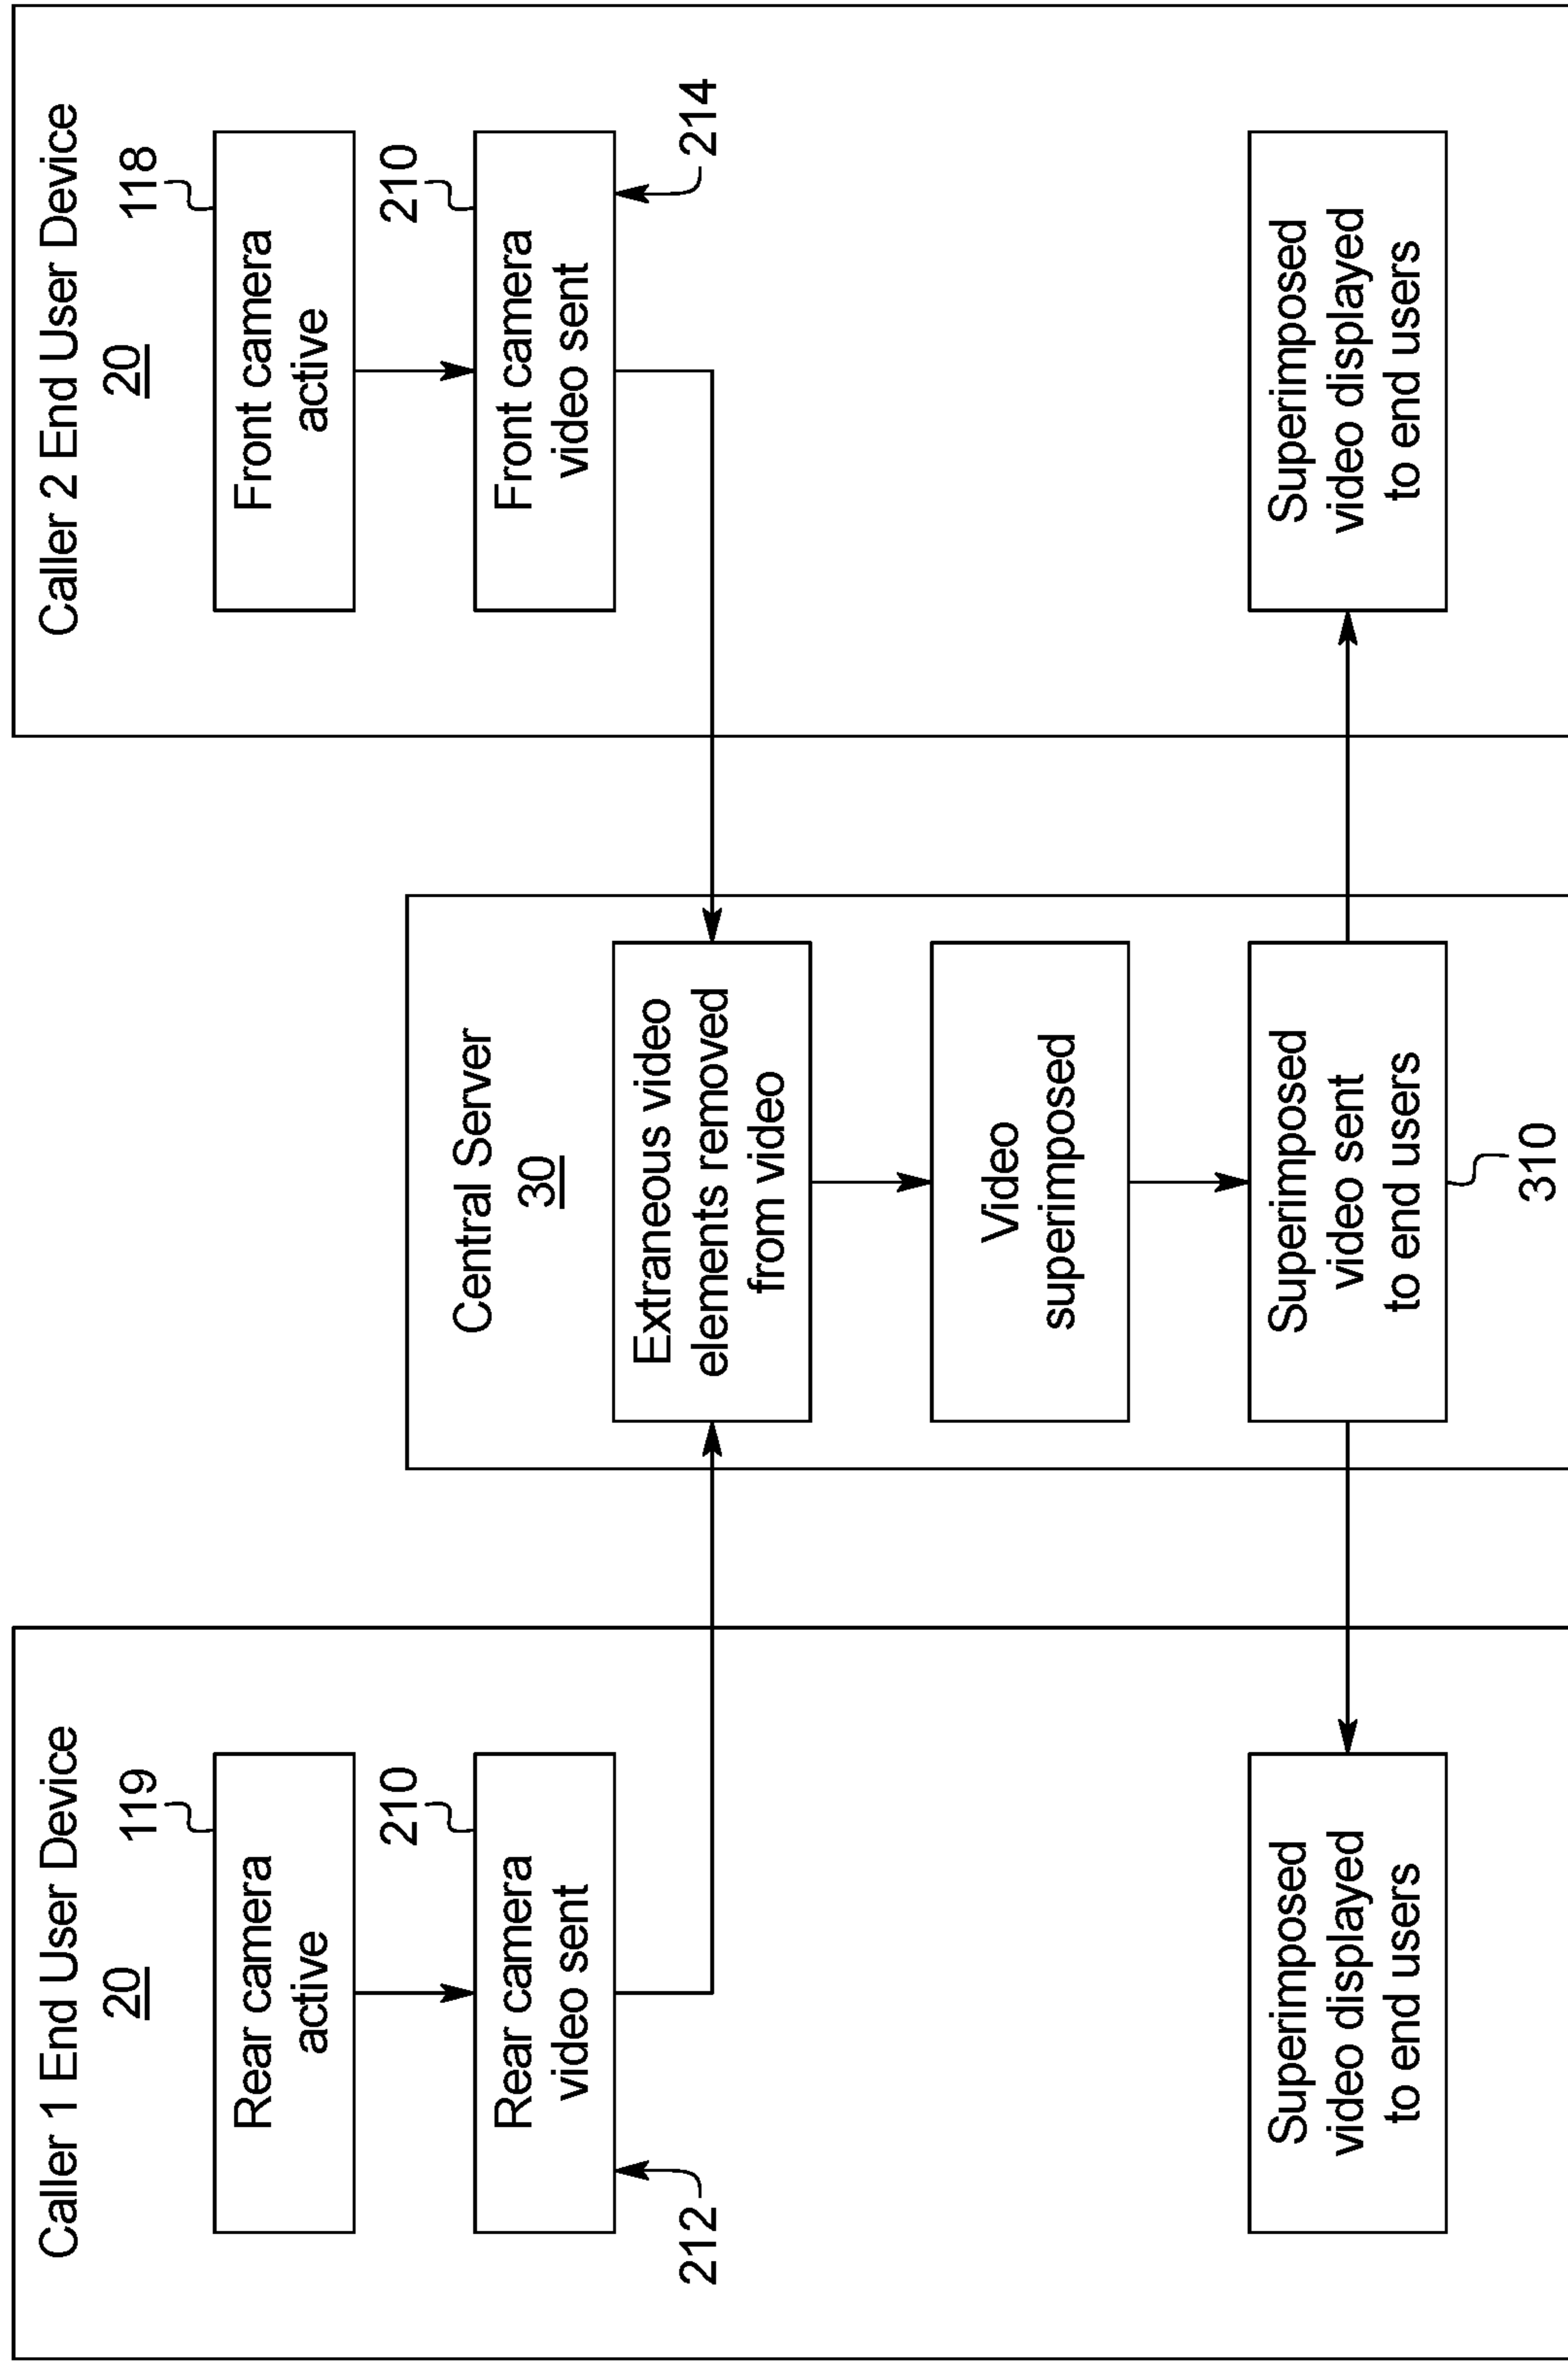 Caller 1 End User Device
20
119
Rear camera
active
210
Rear camera
video sent
212
Superimposed
video displayed
to end users
Central Server
30
Extraneous video
elements removed
from video
Video
superimposed
Superimposed
video sent
to end users
310
Caller 2 End User Device
20
118
Front camera
active
210
Front camera
video sent
214
Superimposed
video displayed
to end users